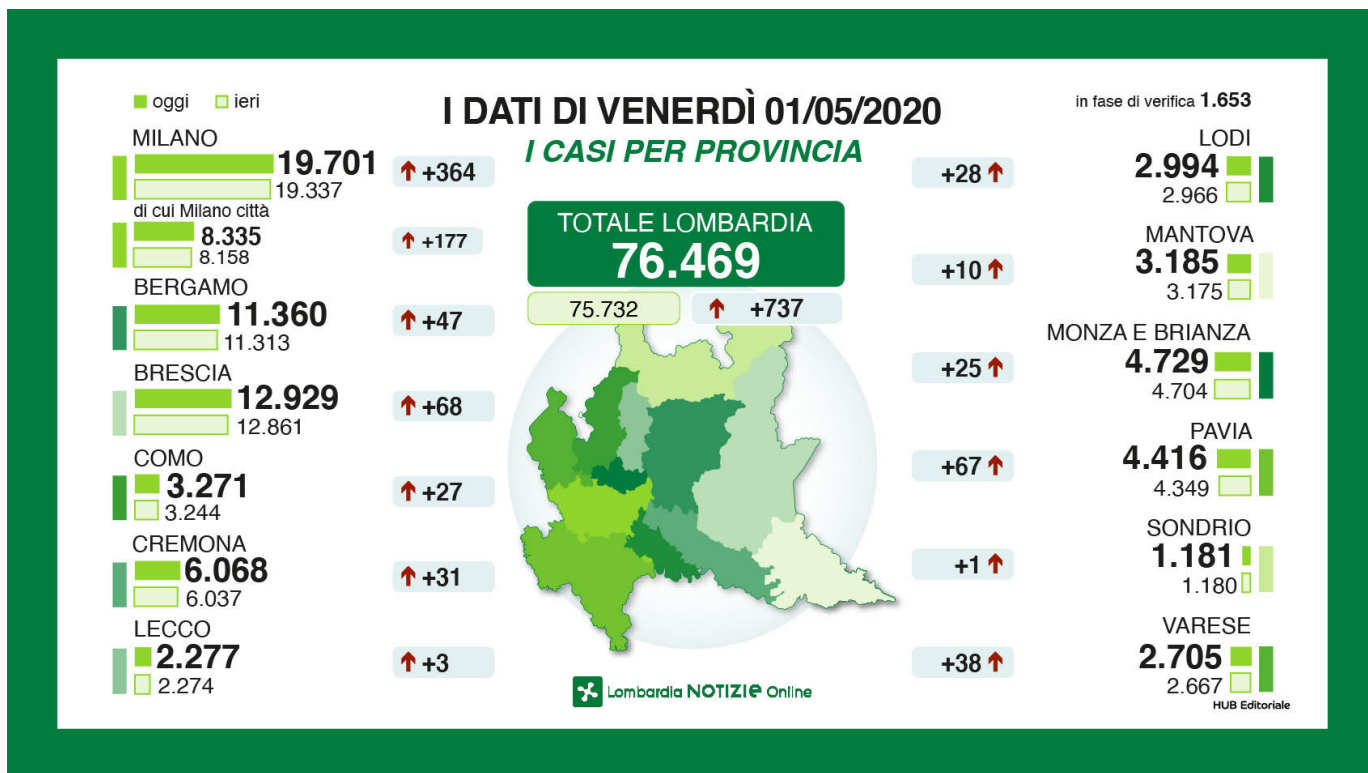 oggi ieri
I DATI DI VENERDÌ 01/05/2020
I CASI PER PROVINCIA
in fase di verifica 1.653
MILANO
19.701
19.337
+364
di cui Milano città
8.335
8.158
+177
BERGAMO
11.360
11.313
+47
BRESCIA
12.929
12.861
+68
COMO
3.271
3.244
+27
CREMONA
6.068
6.037
+31
LECCO
2.277
2.274
+3
TOTALE LOMBARDIA
76.469
75.732 +737
LODI
+28
2.994
2.966
MANTOVA
+10
3.185
3.175
MONZA E BRIANZA
+25
4.729
4.704
PAVIA
+67
4.416
4.349
SONDRIO
+1
1.181
1.180
VARESE
+38
2.705
2.667
Lombardia NOTIZIE Online
HUB Editoriale